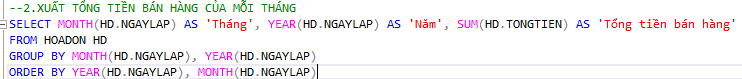 --2.XUẤT TỔNG TIỀN BÁN HÀNG CỦA MỖI THÁNG
SELECT MONTH(HD.NGAYLAP) AS 'Tháng', YEAR(HD.NGAYLAP) AS 'Năm', SUM(HD.TONGTIEN) AS 'Tổng tiền bán hàng'
FROM HOADON HD
GROUP BY MONTH(HD.NGAYLAP), YEAR(HD.NGAYLAP)
ORDER BY YEAR(HD.NGAYLAP), MONTH(HD.NGAYLAP)